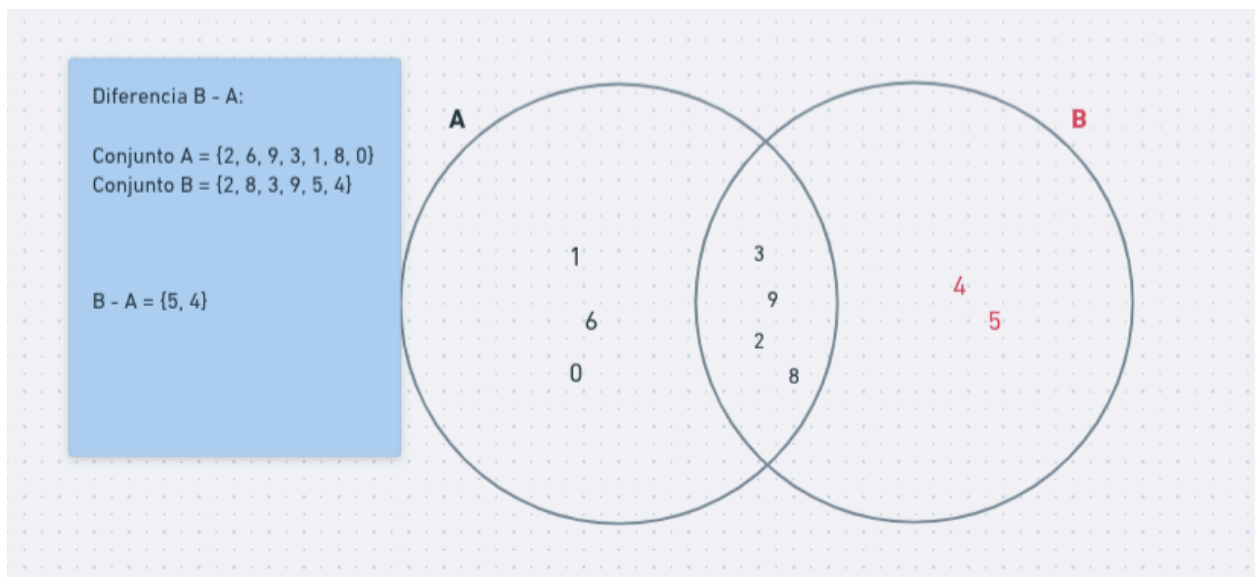 Diferencia B - A:
Conjunto A = {2, 6, 9, 3, 1, 8, 0}
Conjunto B = {2, 8, 3, 9, 5, 4}
B - A = {5, 4}
A
B
1
6
0
3
9
2
8
4
5